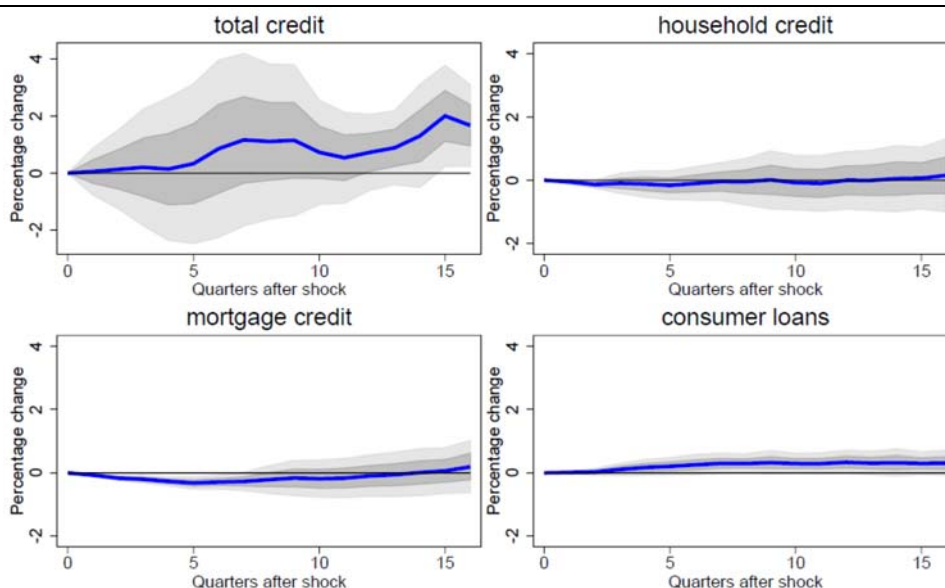 total credit
household credit
Percentage change
4
2
0
-2
0
5
10
15
Quarters after shock
Percentage change
4
2
0
-2
0
5
10
15
Quarters after shock
mortgage credit
consumer loans
Percentage change
4
2
0
-2
0
5
10
15
Quarters after shock
Percentage change
4
2
0
-2
0
5
10
15
Quarters after shock